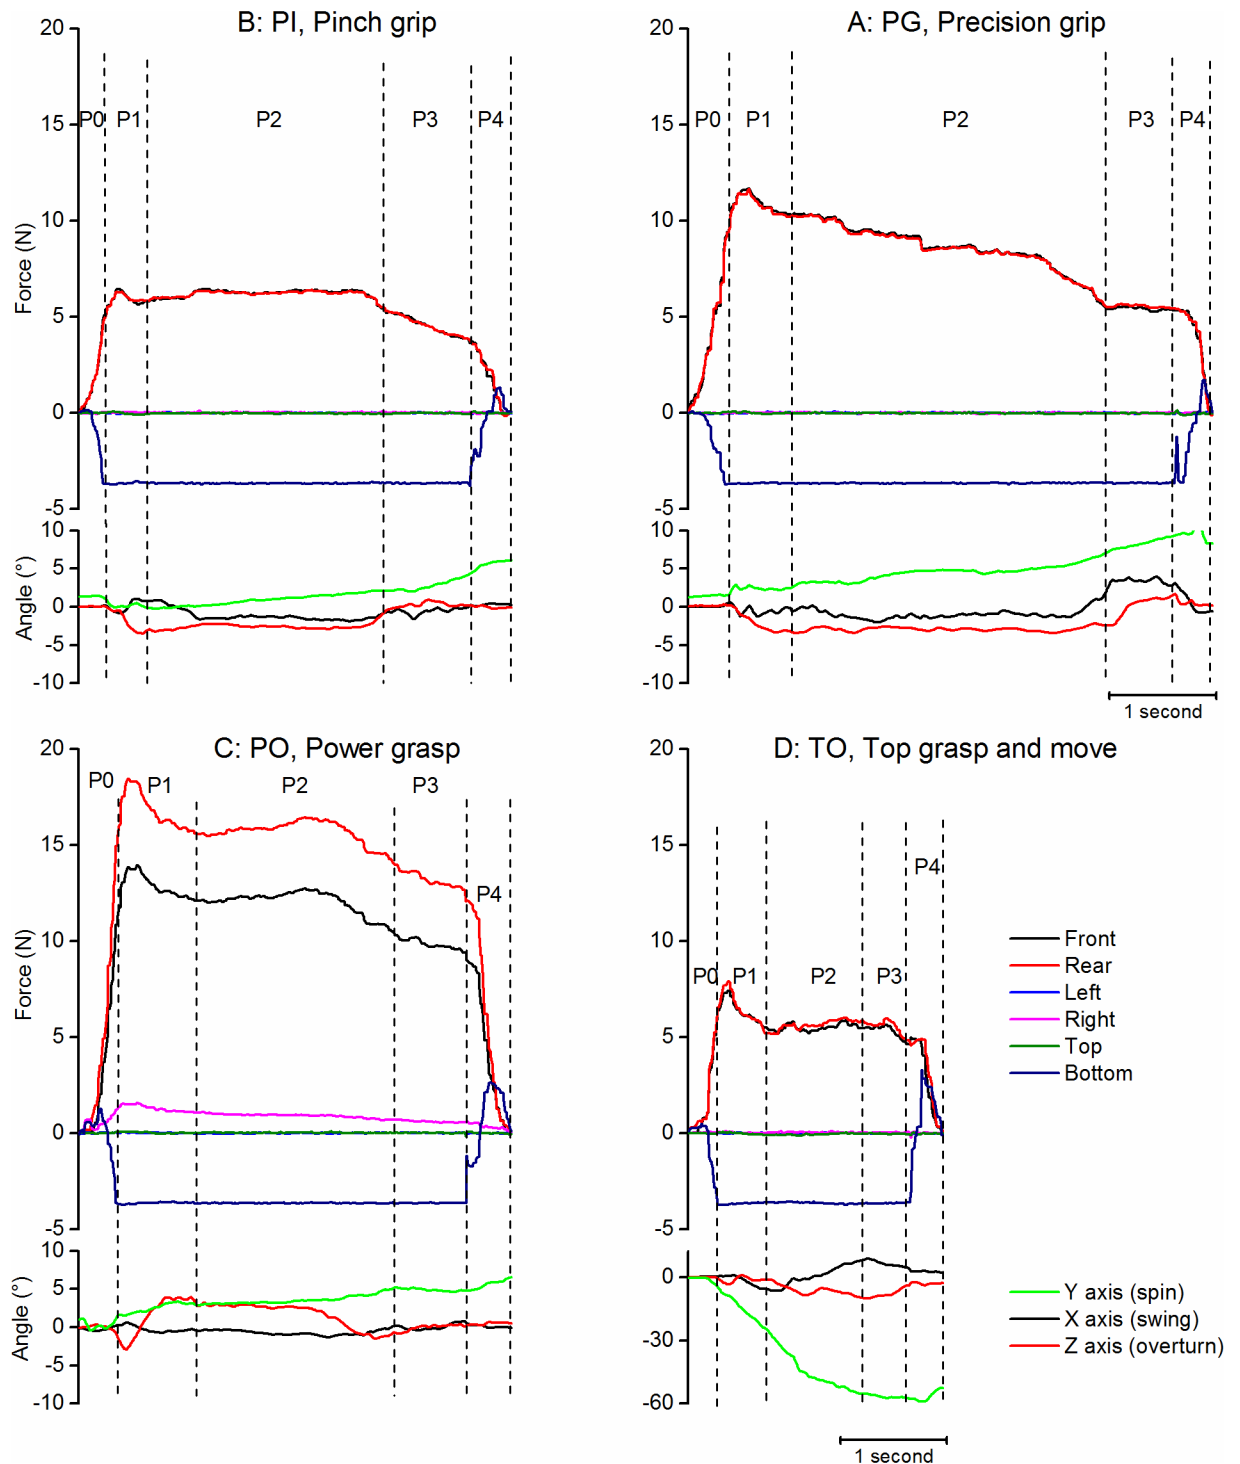 B: PI, Pinch grip
20
15
10
5
0
-5
Force (N)
P0 P1 P2 P3 P4
10
5
0
-5
-10
Angle (°)
A: PG, Precision grip
20
15
10
5
0
-5
P0 P1 P2 P3 P4
10
5
0
-5
-10
1 second
C: PO, Power grasp
20
15
10
5
0
-5
Force (N)
P0 P1 P2 P3
P4
10
5
0
-5
-10
Angle (°)
D: TO, Top grasp and move
20
15
10
5
0
-5
P4
P0 P1 P2 P3
0
-30
-60
1 second
Front
Rear
Left
Right
Top
Bottom
Y axis (spin)
X axis (swing)
Z axis (overturn)